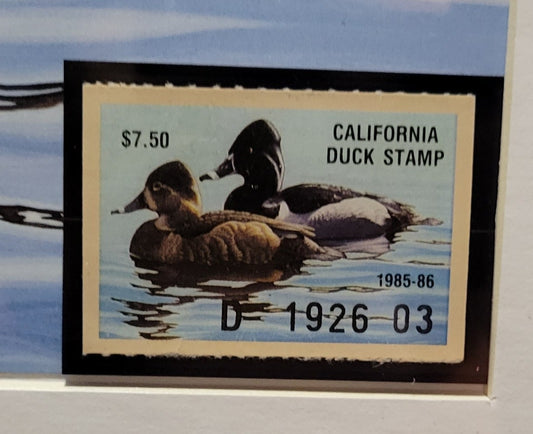 $7.50
CALIFORNIA
DUCK STAMP
1985-86
D 1926 03